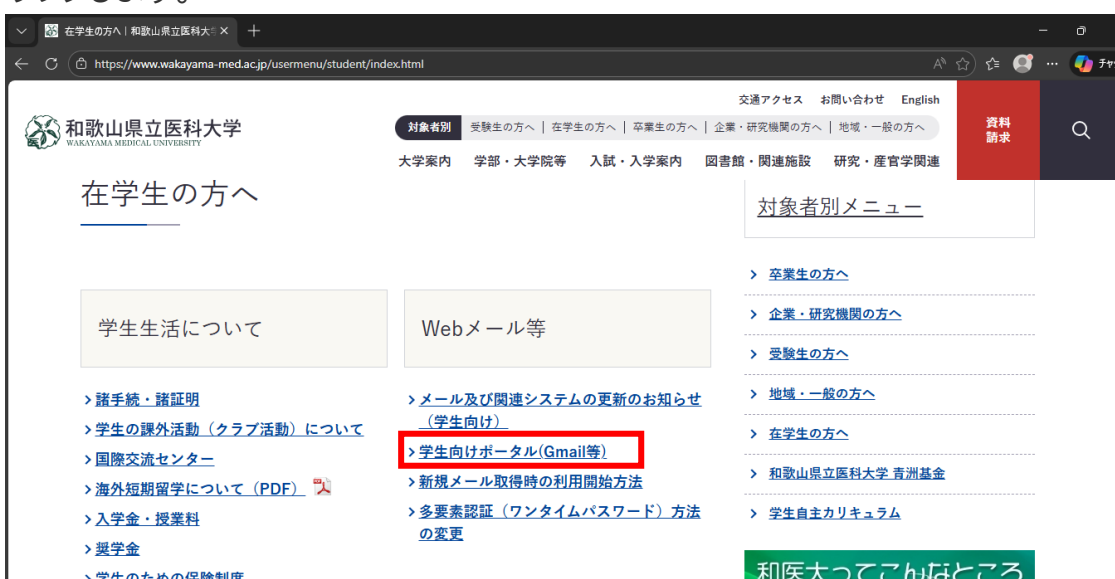 在学生の方へ | 和歌山県立医科大
https://www.wakayama-med.ac.jp/usermenu/student/index.html
交通アクセス お問い合わせ English
和歌山県立医科大学
WAKAYAMA MEDICAL UNIVERSITY
対象者別 受験生の方へ | 在学生の方へ | 卒業生の方へ | 企業・研究機関の方へ | 地域・一般の方へ
資料
請求
大学案内 学部・大学院等 入試・入学案内 図書館・関連施設 研究・産官学関連
在学生の方へ
学生生活について
諸手続・諸証明
学生の課外活動（クラブ活動）について
国際交流センター
海外短期留学について（PDF）
入学金・授業料
奨学金
学生のための保険制度
Webメール等
メール及び関連システムの更新のお知らせ
（学生向け）
学生向けポータル(Gmail等)
新規メール取得時の利用開始方法
多要素認証（ワンタイムパスワード）方法
の変更
対象者別メニュー
卒業生の方へ
企業・研究機関の方へ
受験生の方へ
地域・一般の方へ
在学生の方へ
和歌山県立医科大学 青洲基金
学生自主カリキュラム
和医大ってこんなところ